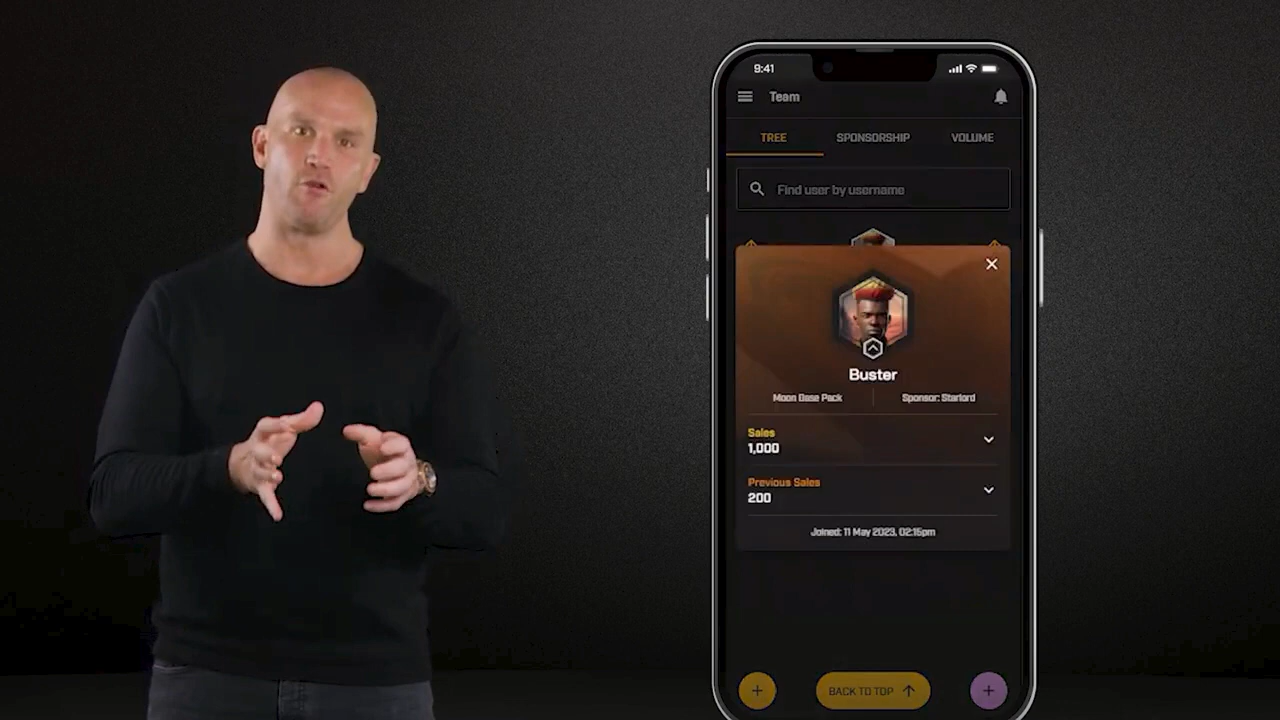 9:41
Team
TREE SPONSORSHIP VOLUME
Find user by username
Buster
Moon Base Pack Sponsor: Starlord
Sales
1,000
Previous Sales
200
Joined: 11 May 2023, 02:15pm
BACK TO TOP